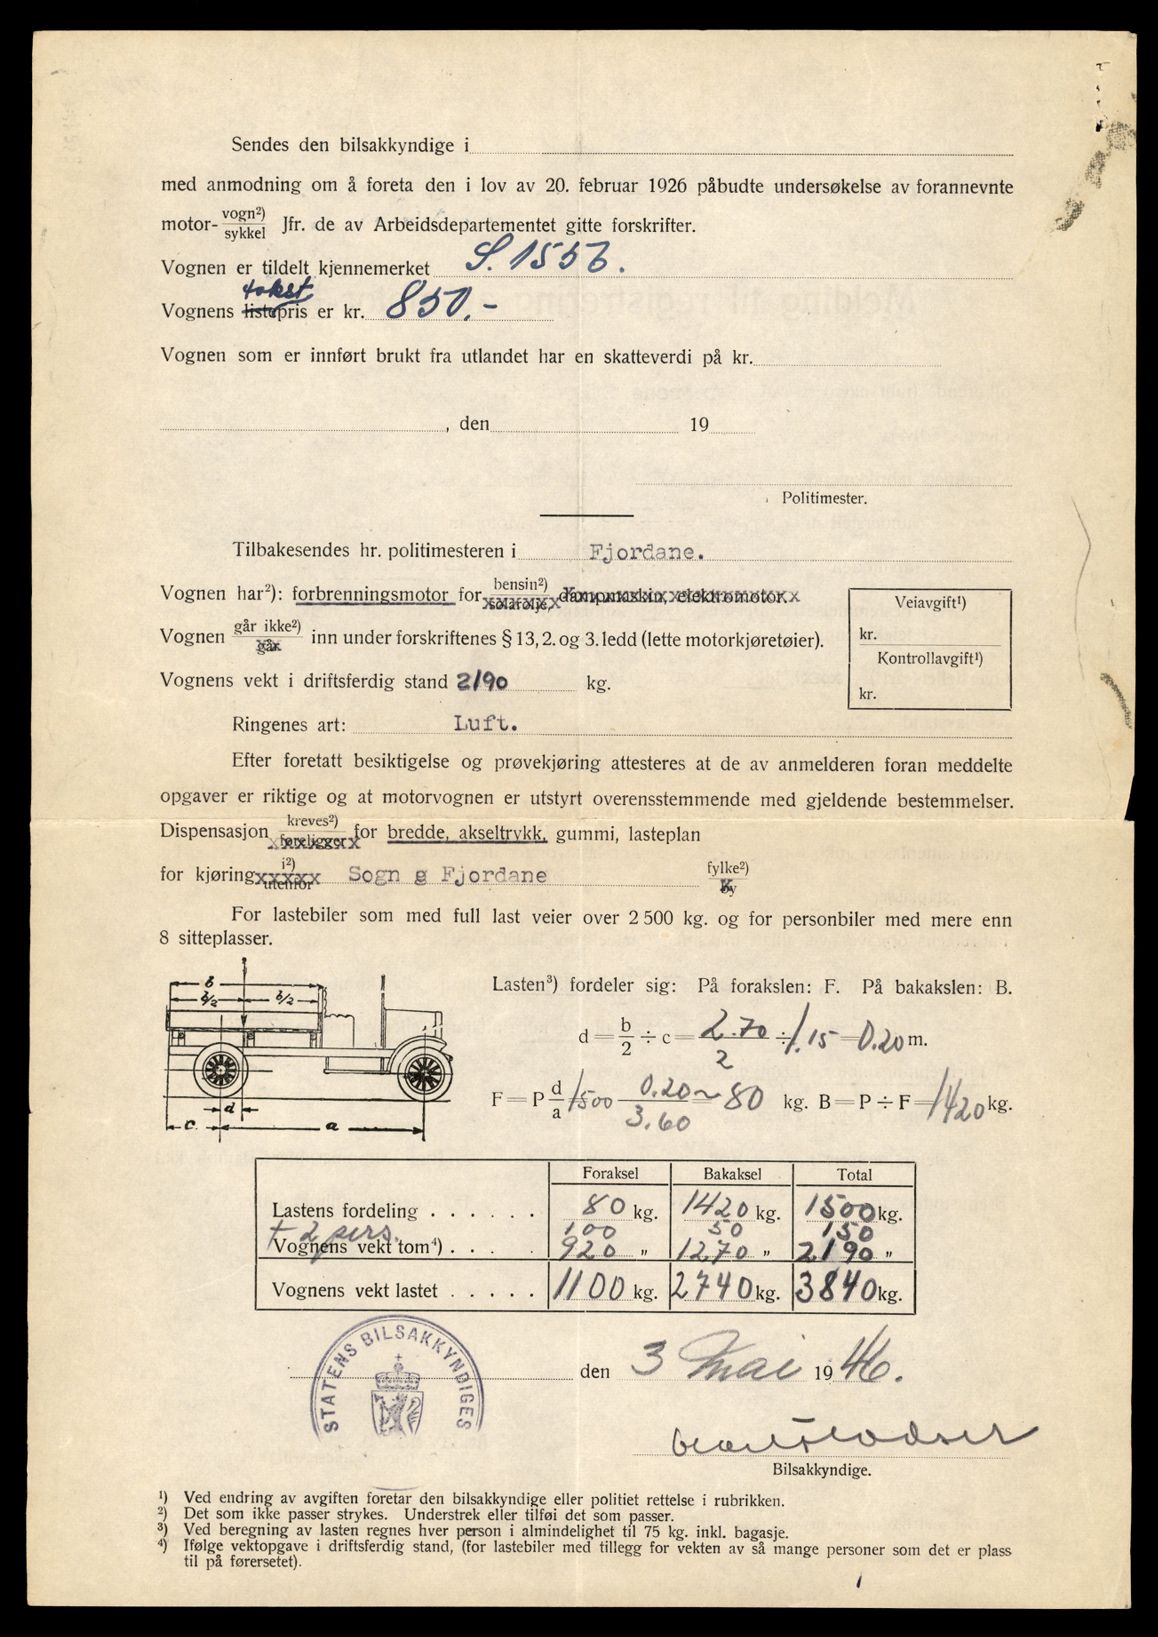 Sendes den bilsakkyndige i
med anmodning om å foreta den i lov av 20. februar 1926 påbudte undersøkelse av forannevnte
motor- vogn²) / sykkel Jfr. de av Arbeidsdepartementet gitte forskrifter.
Vognen er tildelt kjennemerket S. 1556.
takst
Vognens listepris er kr. 850.-
Vognen som er innført brukt fra utlandet har en skatteverdi på kr.
, den 19
Politimester.
Tilbakesendes hr. politimesteren i Fjordane.
Vognen har²): forbrenningsmotor for bensin²) / solarolje, dampmaskin, elektromotor.
Veiavgift¹)
kr.
Kontrollavgift¹)
kr.
Vognen går ikke²) / går inn under forskriftenes § 13, 2. og 3. ledd (lette motorkjøretøier).
Vognens vekt i driftsferdig stand 2190 kg.
Ringenes art: Luft.
Efter foretatt besiktigelse og prøvekjøring attesteres at de av anmelderen foran meddelte
opgaver er riktige og at motorvognen er utstyrt overensstemmende med gjeldende bestemmelser.
Dispensasjon kreves²) / foreligger for bredde, akseltrykk, gummi, lasteplan
for kjøring i²) / utenfor Sogn g Fjordane fylke²) / by
For lastebiler som med full last veier over 2 500 kg. og for personbiler med mere enn
8 sitteplasser.
b
b/2 b/2
d
c a
Lasten³) fordeler sig: På forakslen: F. På bakakslen: B.
d = b/2 ÷ c = 2.70/2 ÷ 1.15 = 0.20 m.
F = P d/a 1500 0.20/3.60 ~ 80 kg. B = P ÷ F = 1420 kg.
Foraksel Bakaksel Total
Lastens fordeling . . . . . . 80 kg. 1420 kg. 1500 kg.
+ 2 pers. 100 50 150
Vognens vekt tom⁴) . . . . 920 „ 1270 „ 2190 „
Vognens vekt lastet . . . . . 1100 kg. 2740 kg. 3840 kg.
STATENS BILSAKKYNDIGES
den 3 Mai 1946.
Bilsakkyndige.
¹) Ved endring av avgiften foretar den bilsakkyndige eller politiet rettelse i rubrikken.
²) Det som ikke passer strykes. Understrek eller tilføi det som passer.
³) Ved beregning av lasten regnes hver person i almindelighet til 75 kg. inkl. bagasje.
⁴) Ifølge vektopgave i driftsferdig stand, (for lastebiler med tillegg for vekten av så mange personer som det er plass
til på førersetet).